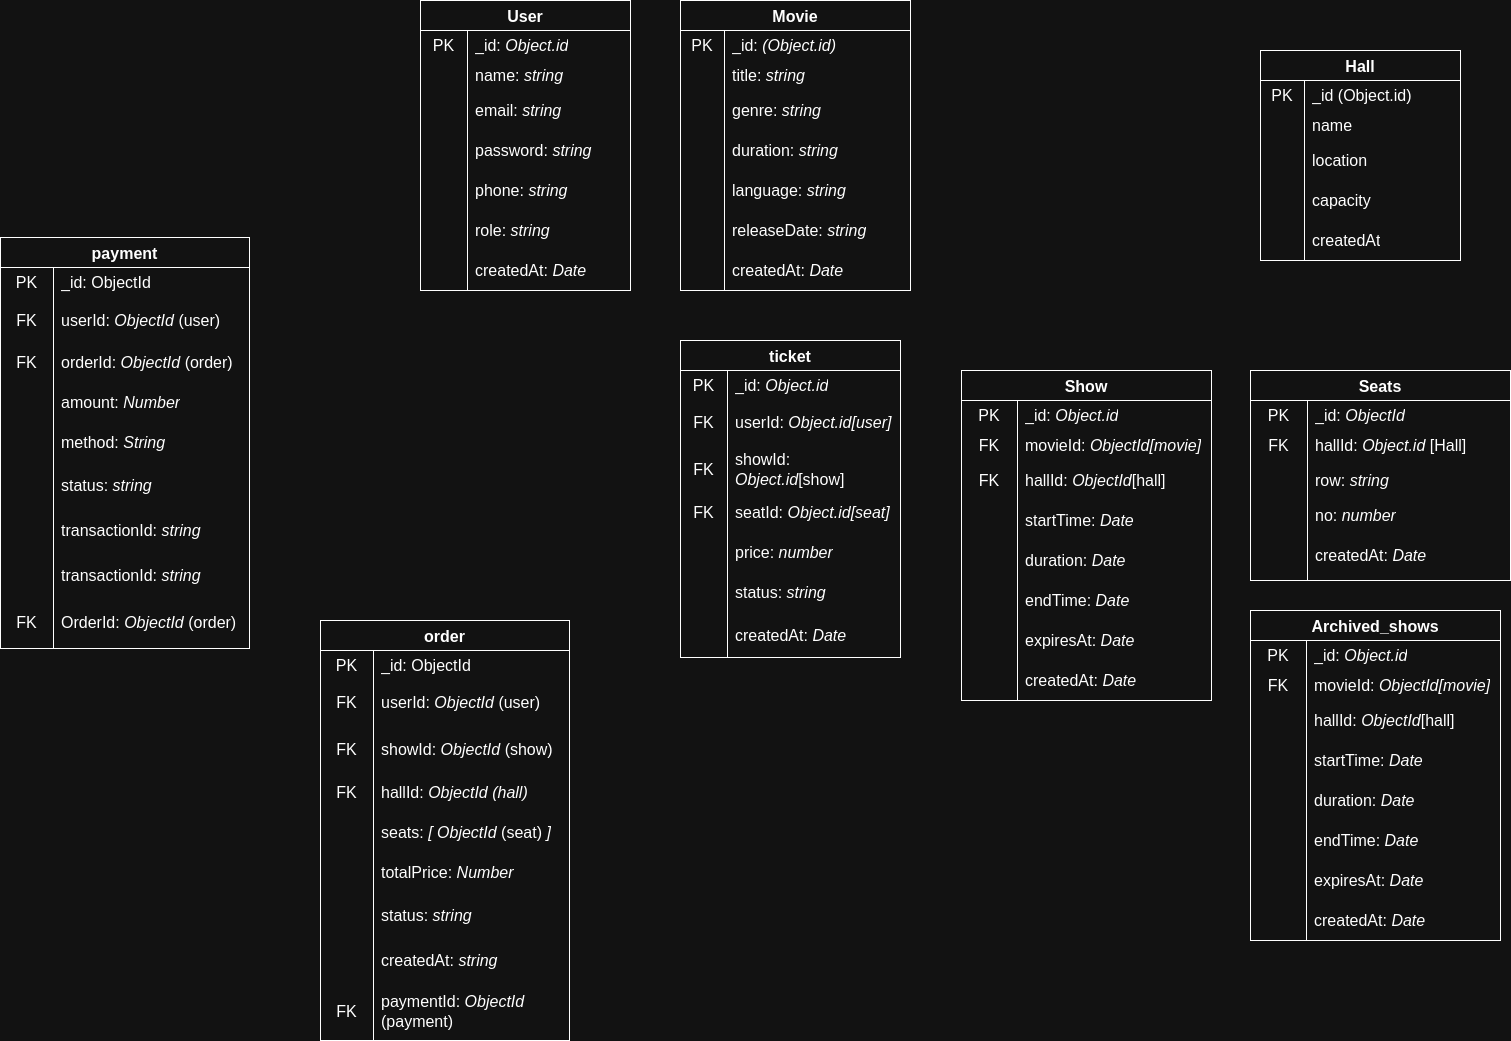 User
PK _id: Object.id
name: string
email: string
password: string
phone: string
role: string
createdAt: Date
Movie
PK _id: (Object.id)
title: string
genre: string
duration: string
language: string
releaseDate: string
createdAt: Date
Hall
PK _id (Object.id)
name
location
capacity
createdAt
payment
PK _id: ObjectId
FK userId: ObjectId (user)
FK orderId: ObjectId (order)
amount: Number
method: String
status: string
transactionId: string
transactionId: string
FK OrderId: ObjectId (order)
ticket
PK _id: Object.id
FK userId: Object.id[user]
FK showId:
Object.id[show]
FK seatId: Object.id[seat]
price: number
status: string
createdAt: Date
Show
PK _id: Object.id
FK movieId: ObjectId[movie]
FK hallId: ObjectId[hall]
startTime: Date
duration: Date
endTime: Date
expiresAt: Date
createdAt: Date
Seats
PK _id: ObjectId
FK hallId: Object.id [Hall]
row: string
no: number
createdAt: Date
order
PK _id: ObjectId
FK userId: ObjectId (user)
FK showId: ObjectId (show)
FK hallId: ObjectId (hall)
seats: [ ObjectId (seat) ]
totalPrice: Number
status: string
createdAt: string
FK paymentId: ObjectId
(payment)
Archived_shows
PK _id: Object.id
FK movieId: ObjectId[movie]
hallId: ObjectId[hall]
startTime: Date
duration: Date
endTime: Date
expiresAt: Date
createdAt: Date